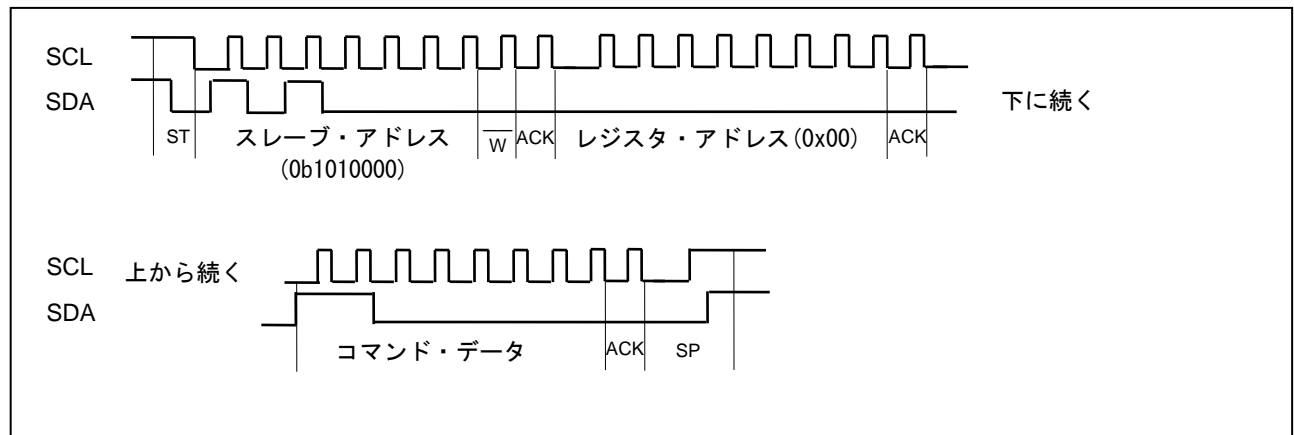 SCL
SDA
下に続く
ST スレーブ・アドレス W ACK レジスタ・アドレス(0x00) ACK
(0b1010000)
SCL 上から続く
SDA
コマンド・データ ACK SP